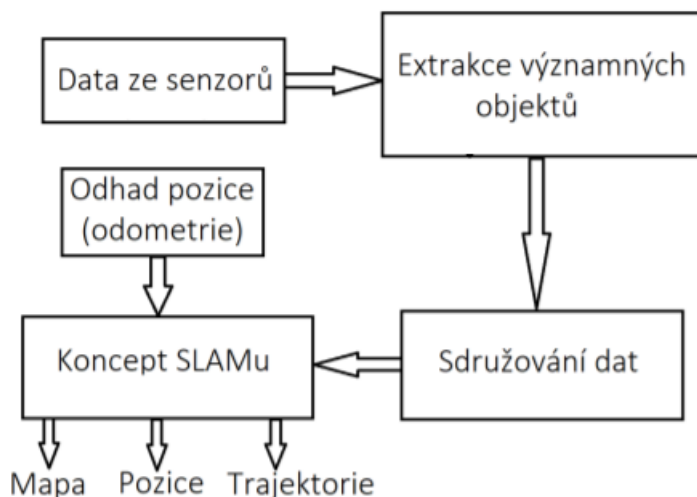 Data ze senzorů
Extrakce významných
objektů
Odhad pozice
(odometrie)
Koncept SLAMu
Sdružování dat
Mapa
Pozice
Trajektorie